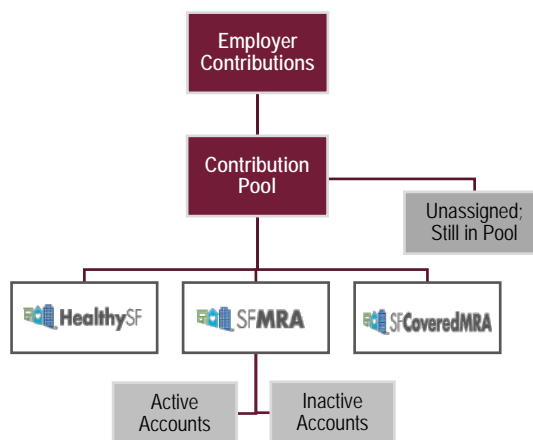 Employer
Contributions
Contribution
Pool
Unassigned;
Still in Pool
HealthySF
SFMRA
SFCoveredMRA
Active
Accounts
Inactive
Accounts